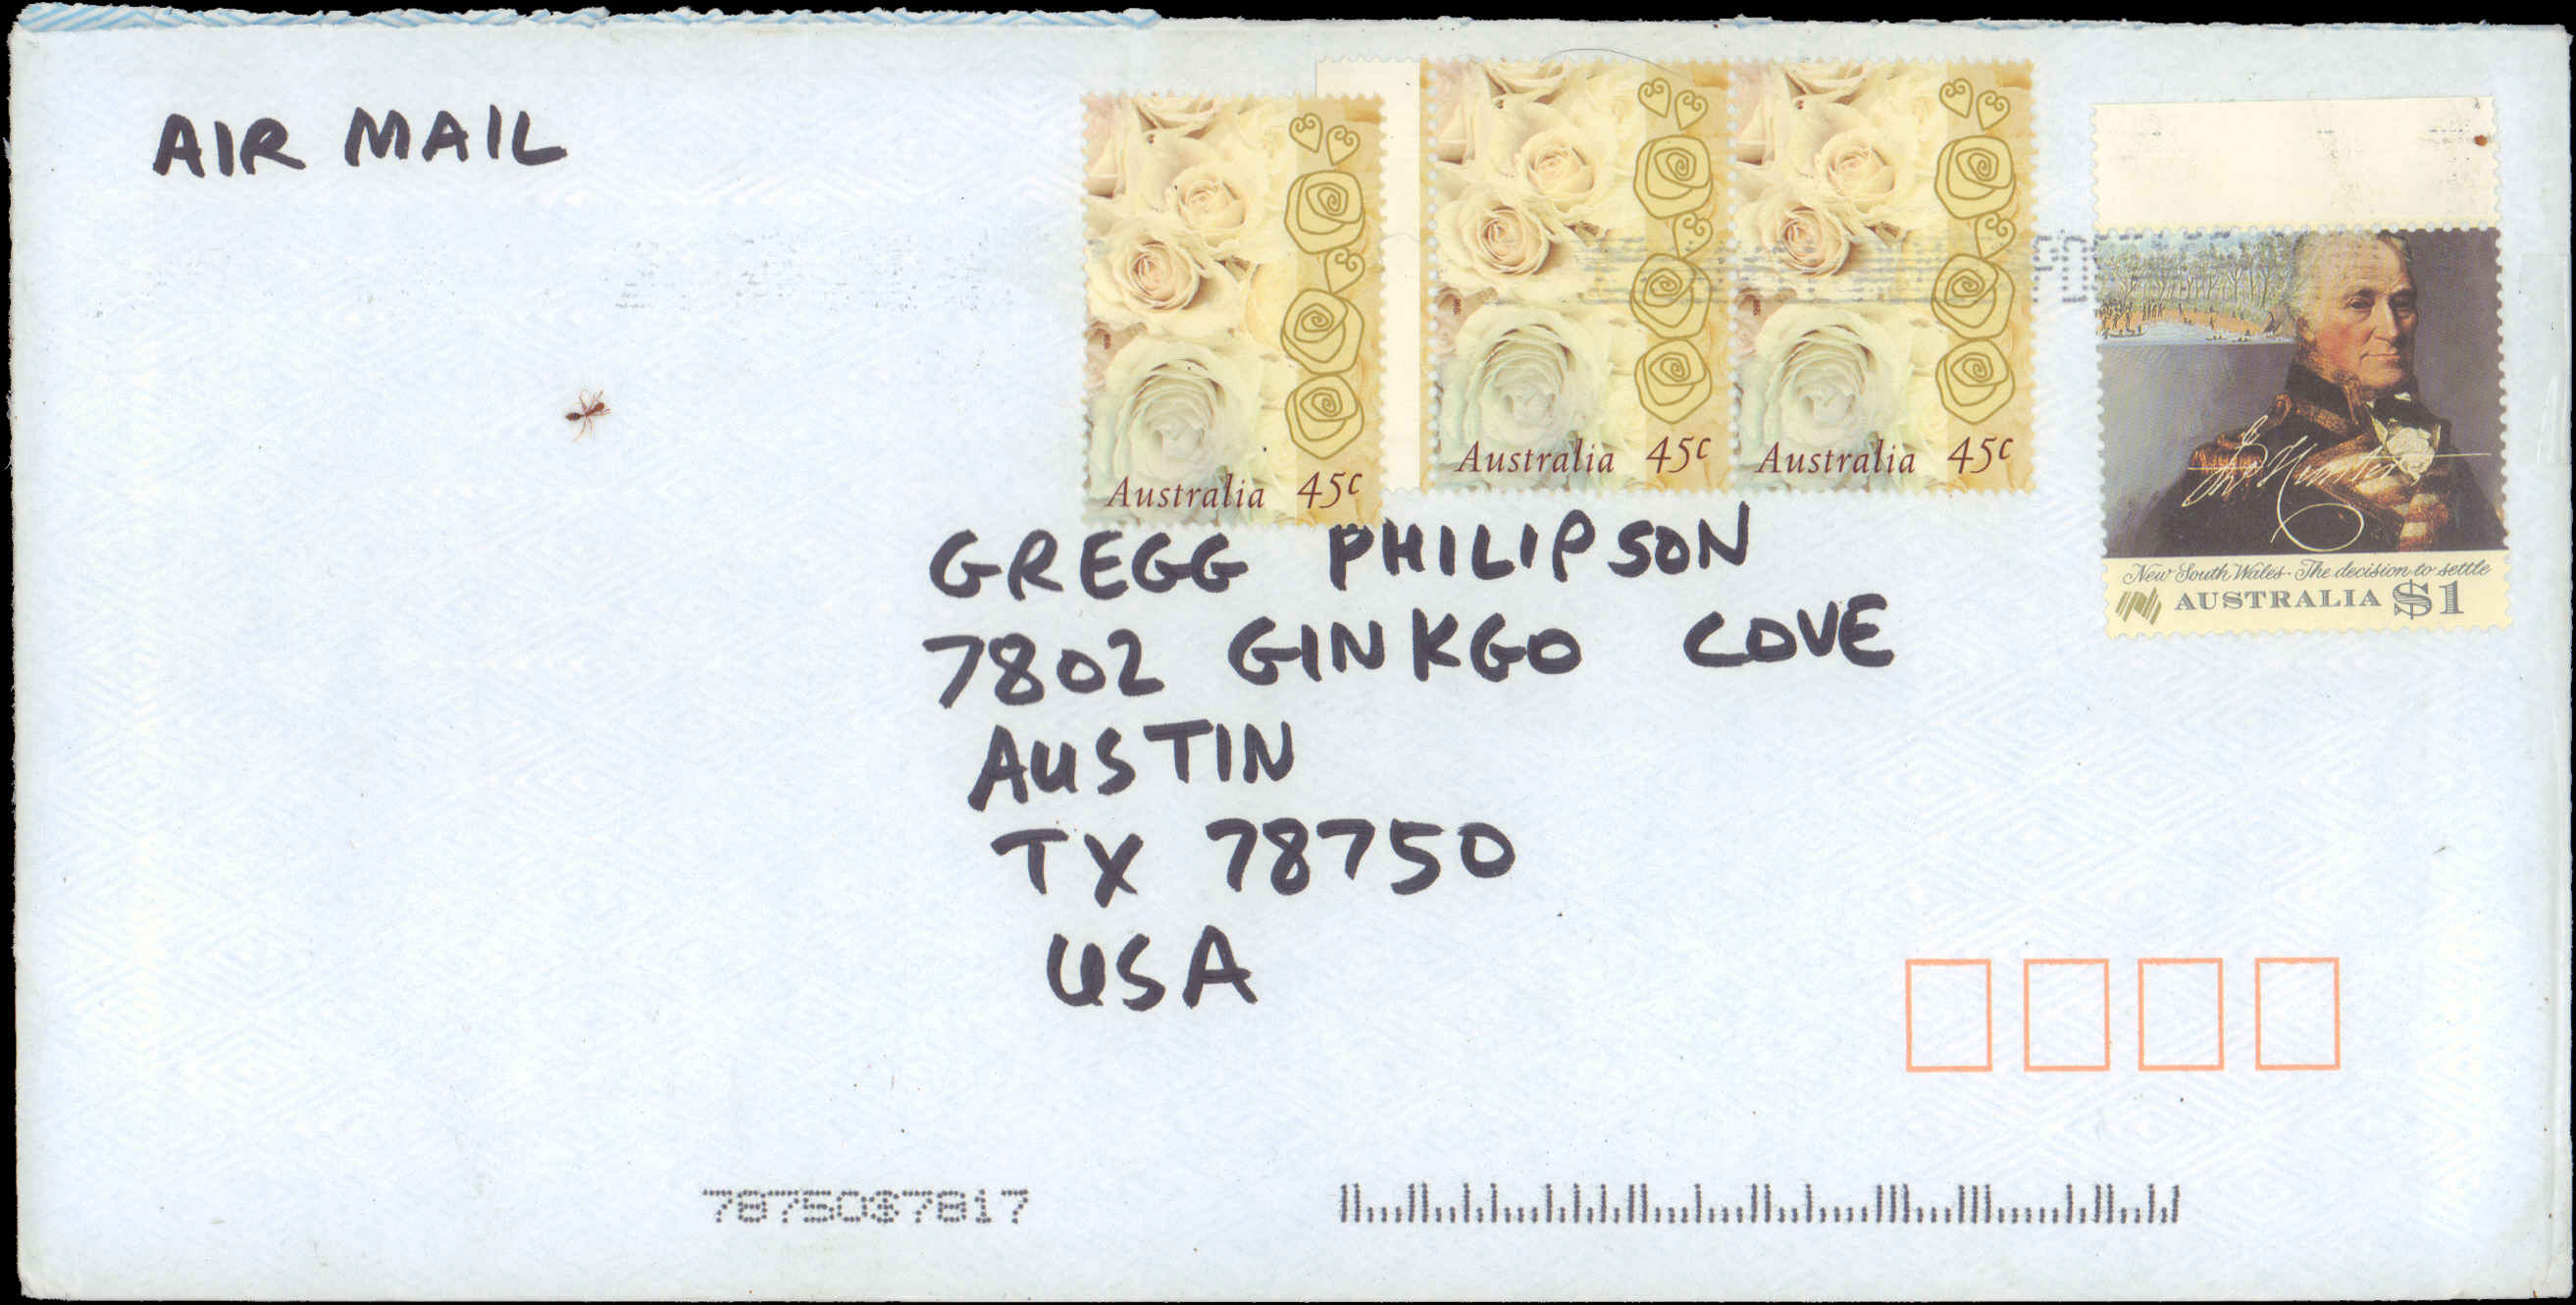 AIR MAIL
Australia 45c
Australia 45c
Australia 45c
New South Wales - The decision to settle
AUSTRALIA $1
GREGG PHILIPSON
7802 GINKGO COVE
AUSTIN
TX 78750
USA
78750$7817